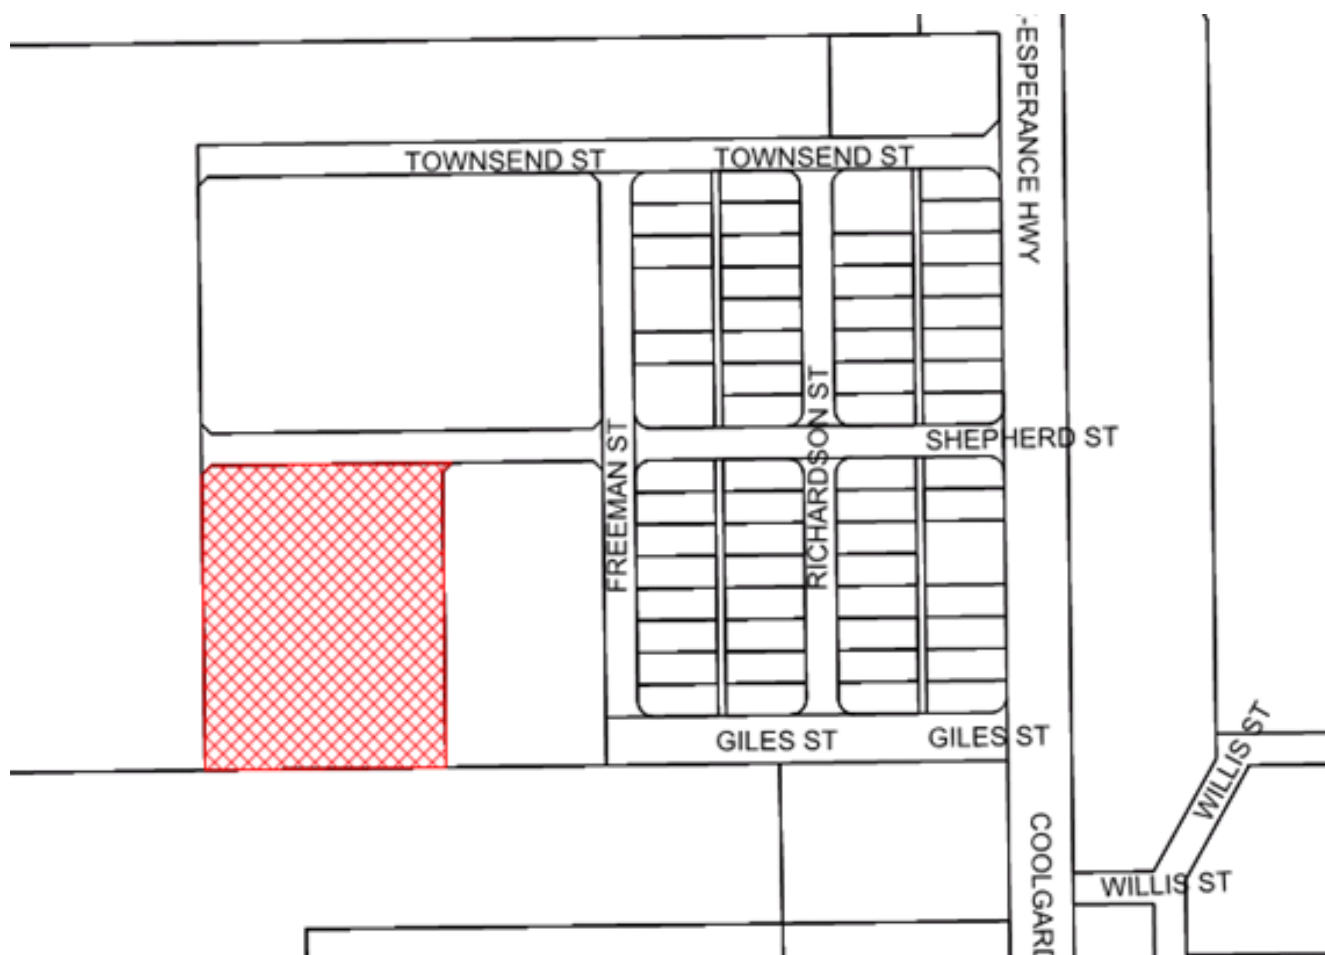 -ESPERANCE HWY
TOWNSEND ST
TOWNSEND ST
RICHARDSON ST
FREEMAN ST
SHEPHERD ST
GILES ST
GILES ST
WILLIS ST
COOLGARD
WILLIS ST